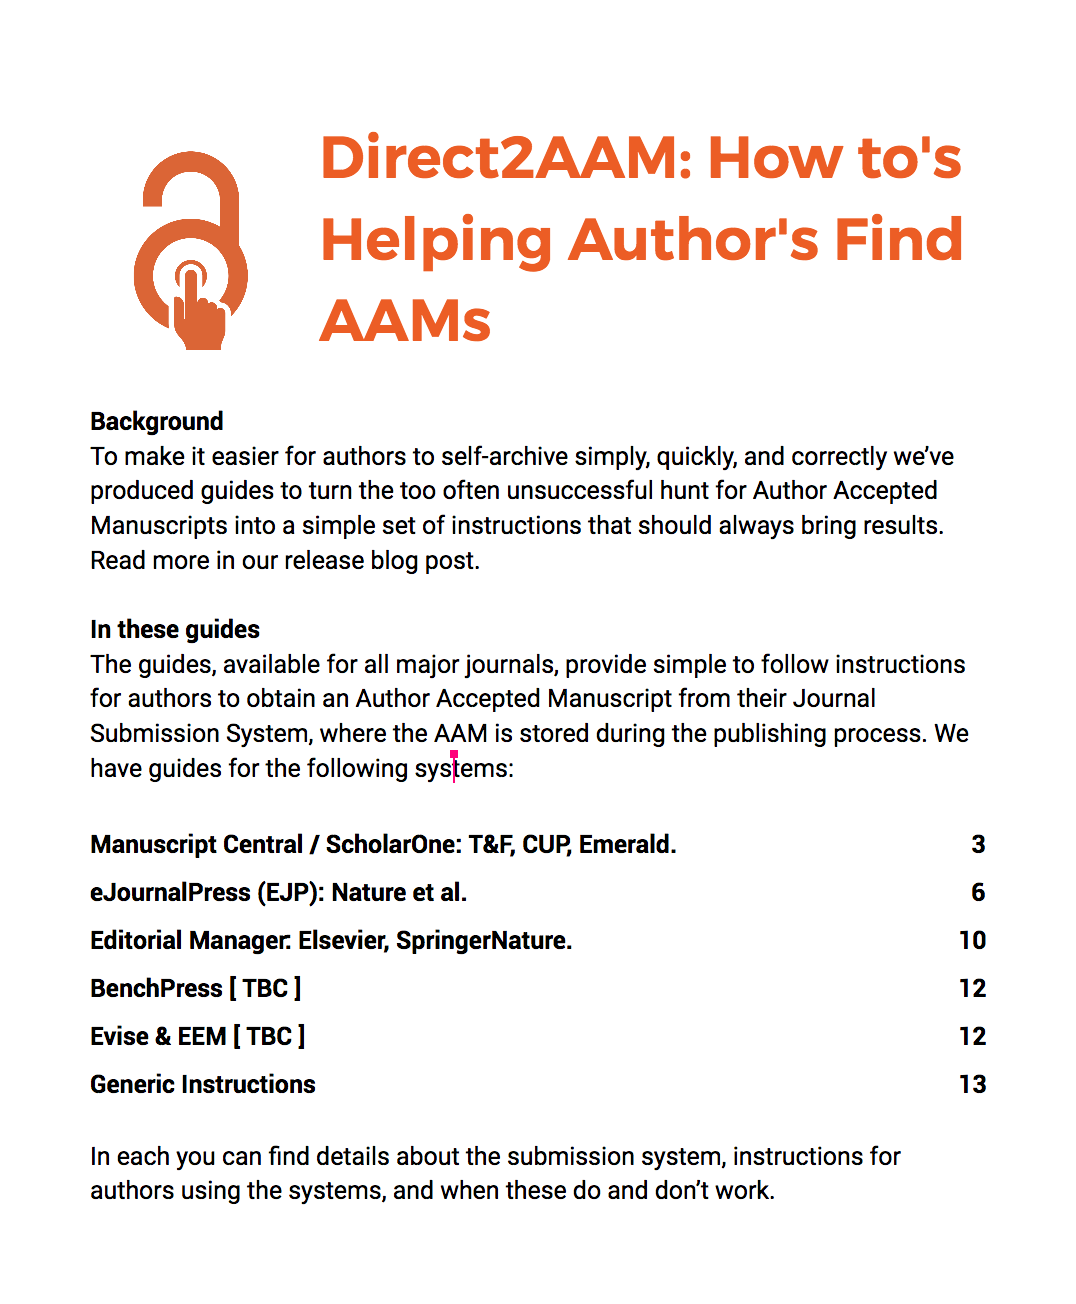 Direct2AAM: How to's
Helping Author's Find
AAMs
Background
To make it easier for authors to self-archive simply, quickly, and correctly we’ve
produced guides to turn the too often unsuccessful hunt for Author Accepted
Manuscripts into a simple set of instructions that should always bring results.
Read more in our release blog post.
In these guides
The guides, available for all major journals, provide simple to follow instructions
for authors to obtain an Author Accepted Manuscript from their Journal
Submission System, where the AAM is stored during the publishing process. We
have guides for the following systems:
Manuscript Central / ScholarOne: T&F, CUP, Emerald. 3
eJournalPress (EJP): Nature et al. 6
Editorial Manager: Elsevier, SpringerNature. 10
BenchPress [ TBC ] 12
Evise & EEM [ TBC ] 12
Generic Instructions 13
In each you can find details about the submission system, instructions for
authors using the systems, and when these do and don’t work.